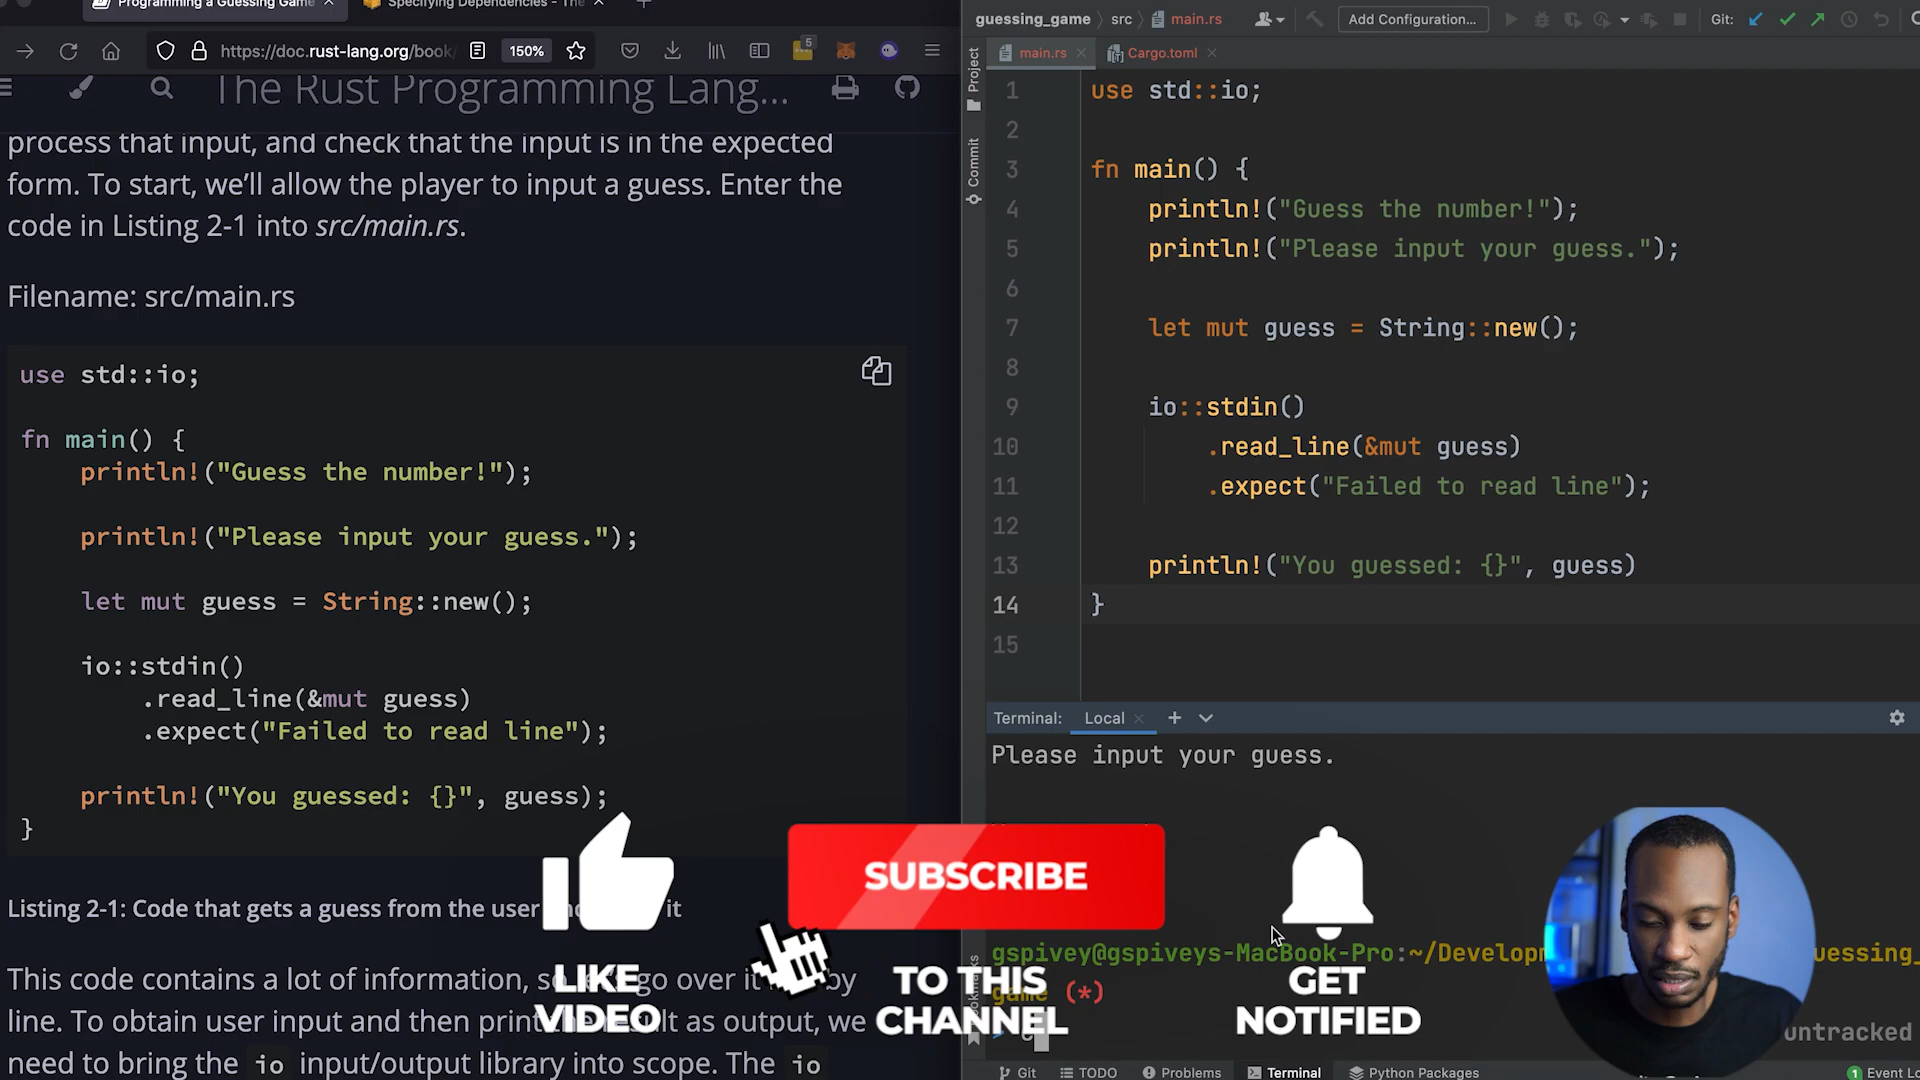 Programming a Guessing Game
Specifying Dependencies - The
https://doc.rust-lang.org/book/
150%
5
The Rust Programming Lang...
process that input, and check that the input is in the expected
form. To start, we’ll allow the player to input a guess. Enter the
code in Listing 2-1 into src/main.rs.
Filename: src/main.rs
use std::io;
fn main() {
println!("Guess the number!");
println!("Please input your guess.");
let mut guess = String::new();
io::stdin()
.read_line(&mut guess)
.expect("Failed to read line");
println!("You guessed: {}", guess);
}
Listing 2-1: Code that gets a guess from the user it
This code contains a lot of information, so let’s go over it by
line. To obtain user input and then print result as output, we
need to bring the io input/output library into scope. The io
guessing_game
src
main.rs
Add Configuration...
Git:
main.rs
Cargo.toml
Project
Commit
1 use std::io;
2
3 fn main() {
4 println!("Guess the number!");
5 println!("Please input your guess.");
6
7 let mut guess = String::new();
8
9 io::stdin()
10 .read_line(&mut guess)
11 .expect("Failed to read line");
12
13 println!("You guessed: {}", guess)
14 }
15
Terminal: Local
Please input your guess.
gspivey@gspiveys-MacBook-Pro:~/Developm uessing_
game (*)
untracked
Git
TODO
Problems
Terminal
Python Packages
1 Event Lo
LIKE
VIDEO
SUBSCRIBE
TO THIS
CHANNEL
GET
NOTIFIED